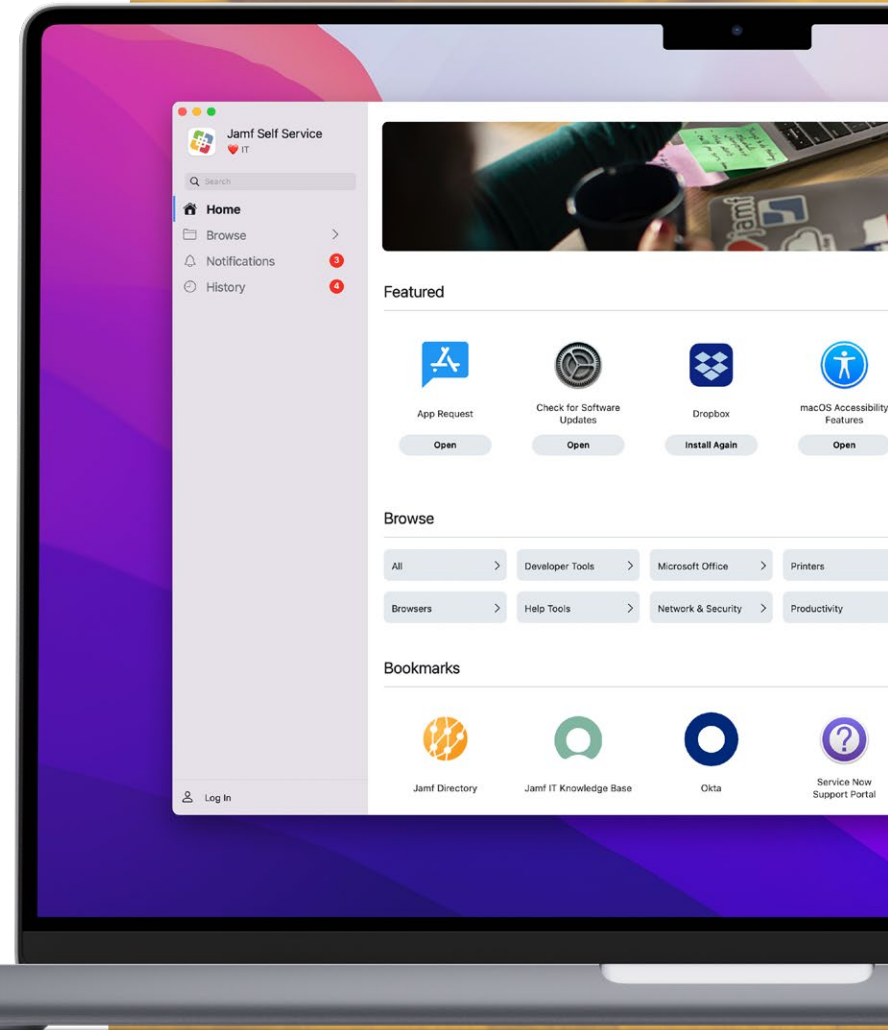 Jamf Self Service
❤️ IT
Search
Home
Browse
Notifications 3
History 4
Log In
jamf
Featured
App Request
Check for Software
Updates
Dropbox
macOS Accessibility
Features
Open
Open
Install Again
Open
Browse
All
Developer Tools
Microsoft Office
Printers
Browsers
Help Tools
Network & Security
Productivity
Bookmarks
Jamf Directory
Jamf IT Knowledge Base
Okta
Service Now
Support Portal